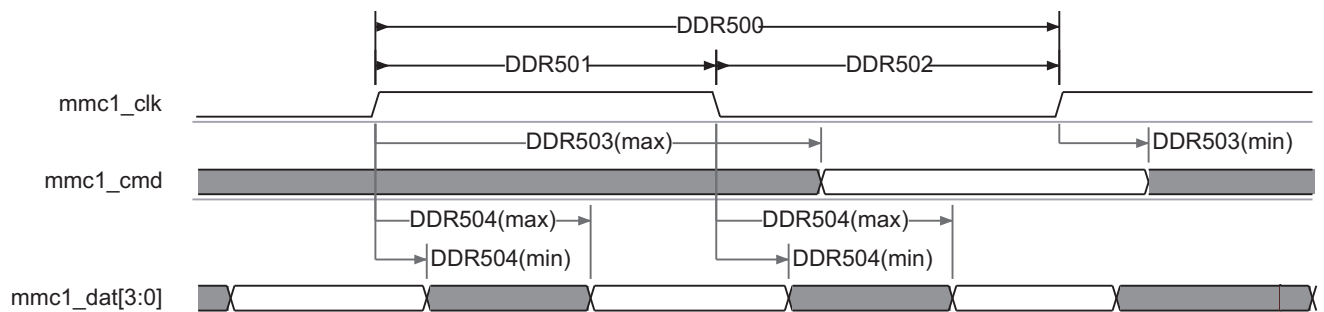 DDR500
DDR501 DDR502
mmc1_clk
DDR503(max) DDR503(min)
mmc1_cmd
DDR504(max) DDR504(max)
DDR504(min) DDR504(min)
mmc1_dat[3:0]